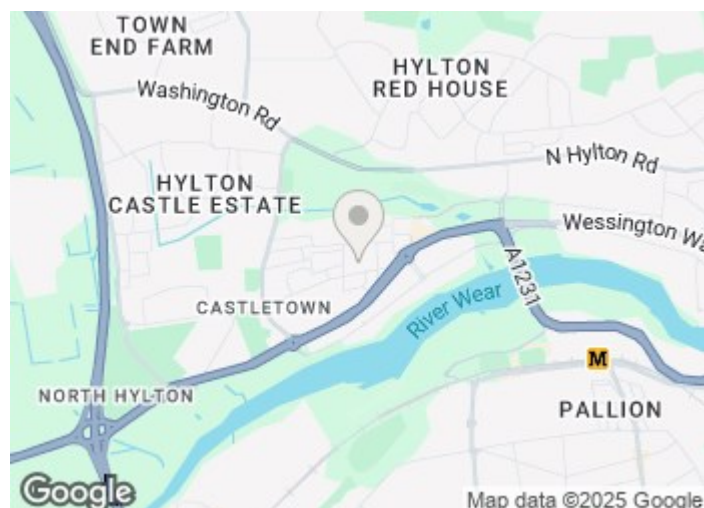 TOWN
END FARM
HYLTON
RED HOUSE
Washington Rd
N Hylton Rd
HYLTON
CASTLE ESTATE
Wessington Wa
A1231
River Wear
CASTLETOWN
M
NORTH HYLTON
PALLION
Google
Map data ©2025 Google